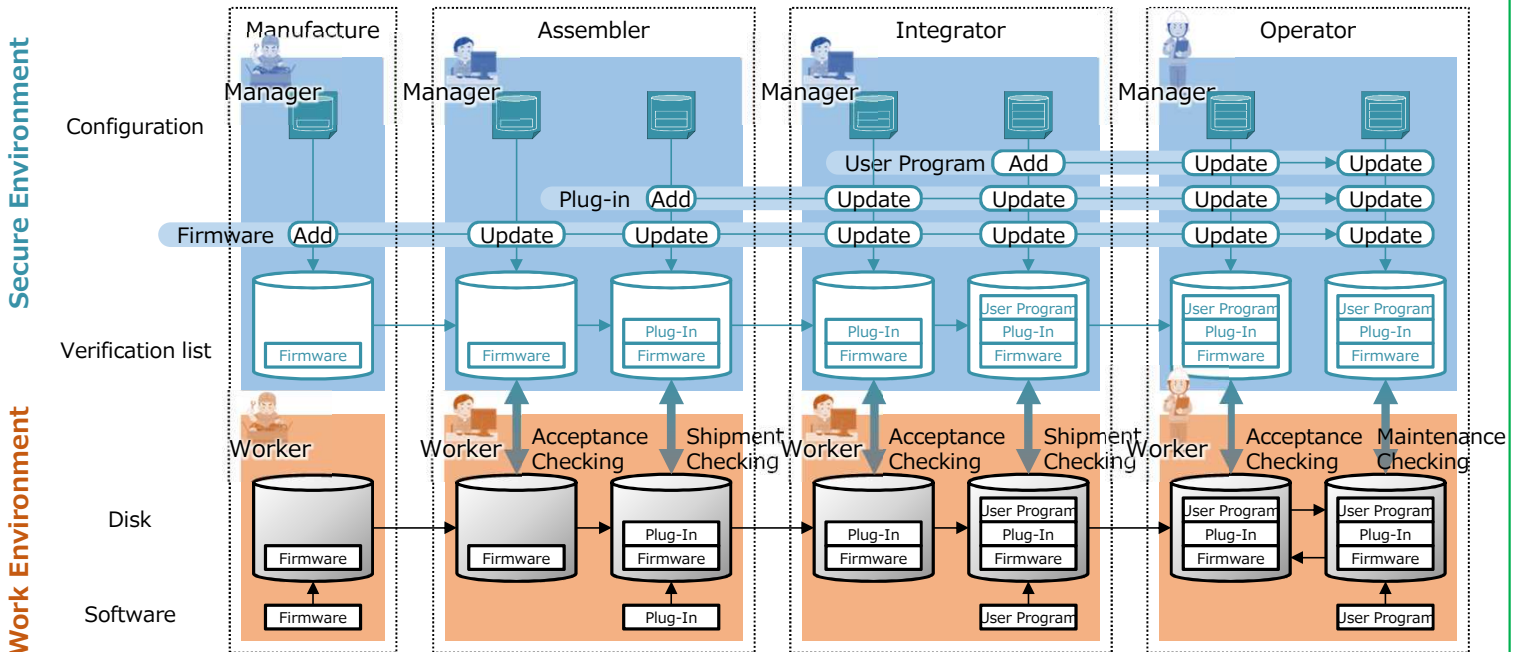 Secure Environment
Work Environment
Manufacture
Assembler
Integrator
Operator
Manager
Manager
Manager
Manager
Configuration
User Program
Add
Update
Update
Plug-in
Add
Update
Update
Update
Update
Firmware
Add
Update
Update
Update
Update
Update
Update
Verification list
Firmware
Firmware
Plug-In
Firmware
Plug-In
Firmware
User Program
Plug-In
Firmware
User Program
Plug-In
Firmware
User Program
Plug-In
Firmware
Worker
Worker
Acceptance
Checking
Shipment
Checking
Worker
Acceptance
Checking
Shipment
Checking
Worker
Acceptance
Checking
Maintenance
Checking
Disk
Firmware
Firmware
Plug-In
Firmware
Plug-In
Firmware
User Program
Plug-In
Firmware
User Program
Plug-In
Firmware
User Program
Plug-In
Firmware
Software
Firmware
Plug-In
User Program
User Program